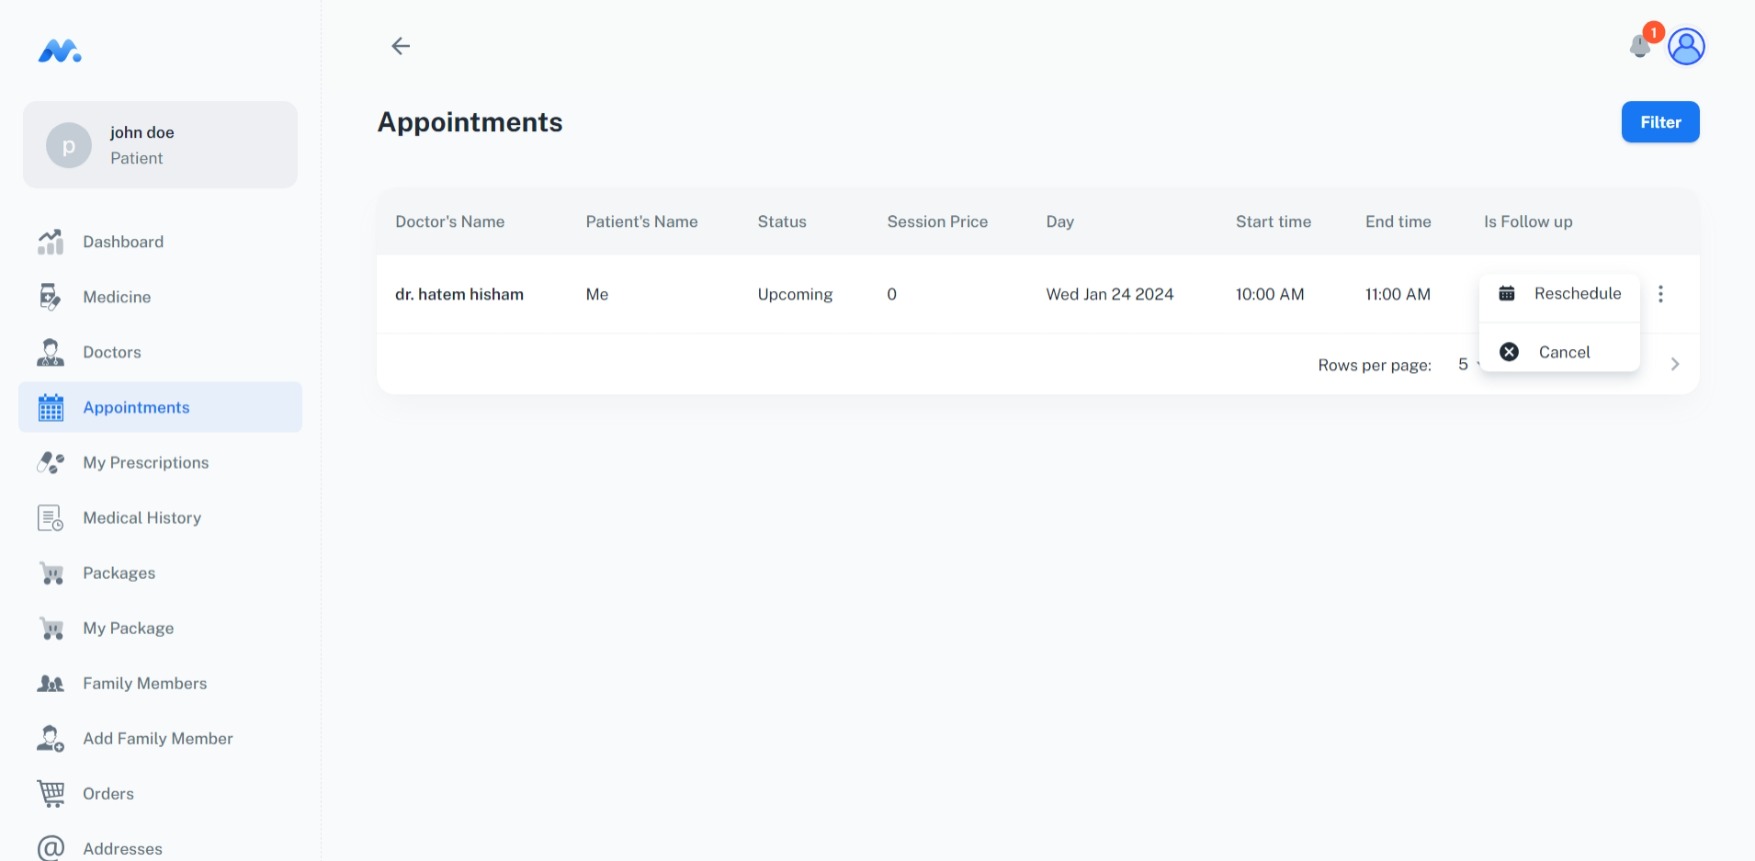 1
john doe
p
Patient
Appointments
Filter
Doctor's Name Patient's Name Status Session Price Day Start time End time Is Follow up
dr. hatem hisham Me Upcoming 0 Wed Jan 24 2024 10:00 AM 11:00 AM
Reschedule
Cancel
Rows per page: 5
Dashboard
Medicine
Doctors
Appointments
My Prescriptions
Medical History
Packages
My Package
Family Members
Add Family Member
Orders
Addresses